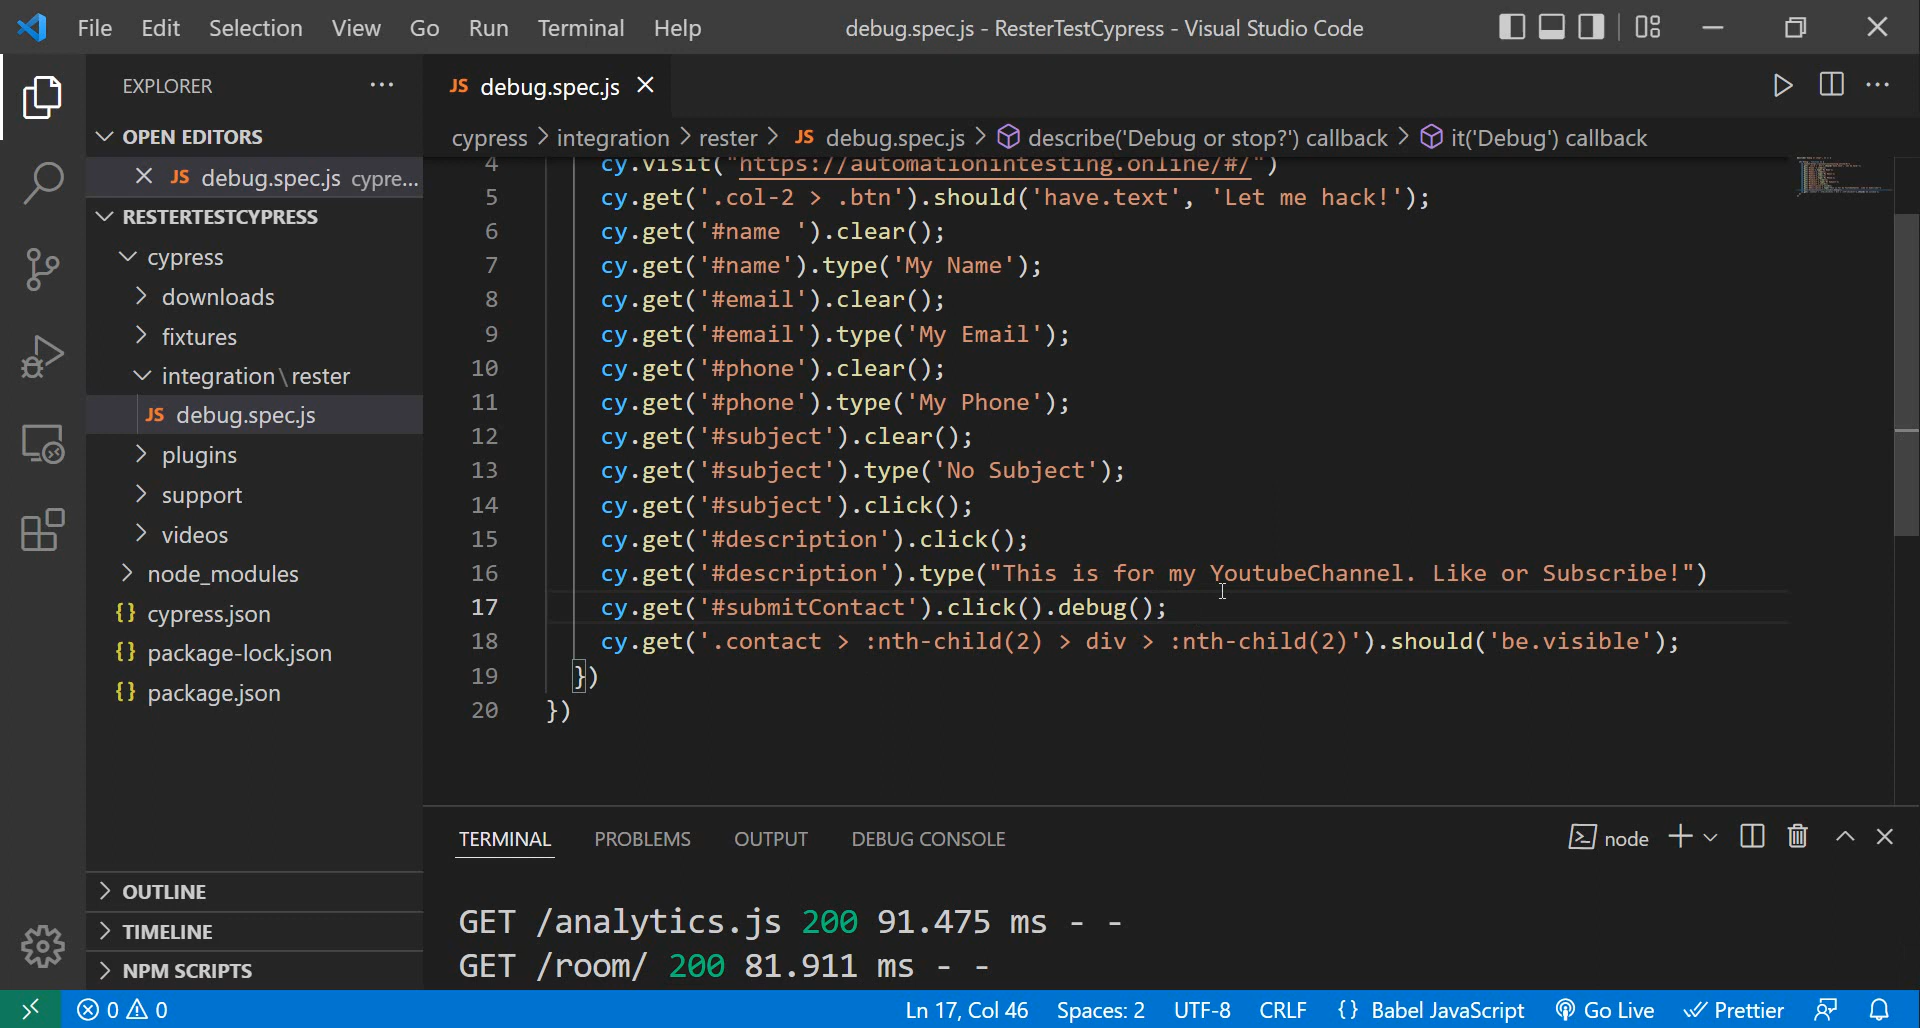 File Edit Selection View Go Run Terminal Help debug.spec.js - ResterTestCypress - Visual Studio Code
EXPLORER
JS debug.spec.js
OPEN EDITORS
cypress > integration > rester > JS debug.spec.js > describe('Debug or stop?') callback > it('Debug') callback
JS debug.spec.js cypre...
RESTERTESTCYPRESS
cypress
downloads
fixtures
integration\rester
JS debug.spec.js
plugins
support
videos
node_modules
{} cypress.json
{} package-lock.json
{} package.json
OUTLINE
TIMELINE
NPM SCRIPTS
4 cy.visit("https://automationintesting.online/#/")
5 cy.get('.col-2 > .btn').should('have.text', 'Let me hack!');
6 cy.get('#name ').clear();
7 cy.get('#name').type('My Name');
8 cy.get('#email').clear();
9 cy.get('#email').type('My Email');
10 cy.get('#phone').clear();
11 cy.get('#phone').type('My Phone');
12 cy.get('#subject').clear();
13 cy.get('#subject').type('No Subject');
14 cy.get('#subject').click();
15 cy.get('#description').click();
16 cy.get('#description').type("This is for my YoutubeChannel. Like or Subscribe!")
17 cy.get('#submitContact').click().debug();
18 cy.get('.contact > :nth-child(2) > div > :nth-child(2)').should('be.visible');
19 })
20 })
TERMINAL PROBLEMS OUTPUT DEBUG CONSOLE node
GET /analytics.js 200 91.475 ms - -
GET /room/ 200 81.911 ms - -
0 0 Ln 17, Col 46 Spaces: 2 UTF-8 CRLF {} Babel JavaScript Go Live Prettier